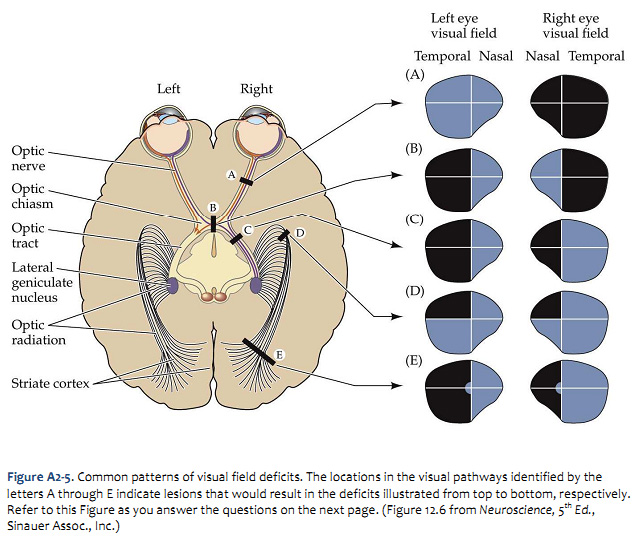 Left eye
visual field
Right eye
visual field
Temporal Nasal
Nasal Temporal
Left
Right
Optic
nerve
Optic
chiasm
Optic
tract
Lateral
geniculate
nucleus
Optic
radiation
Striate cortex
A
B
C
D
E
(A)
(B)
(C)
(D)
(E)
Figure A2-5. Common patterns of visual field deficits. The locations in the visual pathways identified by the
letters A through E indicate lesions that would result in the deficits illustrated from top to bottom, respectively.
Refer to this Figure as you answer the questions on the next page. (Figure 12.6 from Neuroscience, 5th Ed.,
Sinauer Assoc., Inc.)